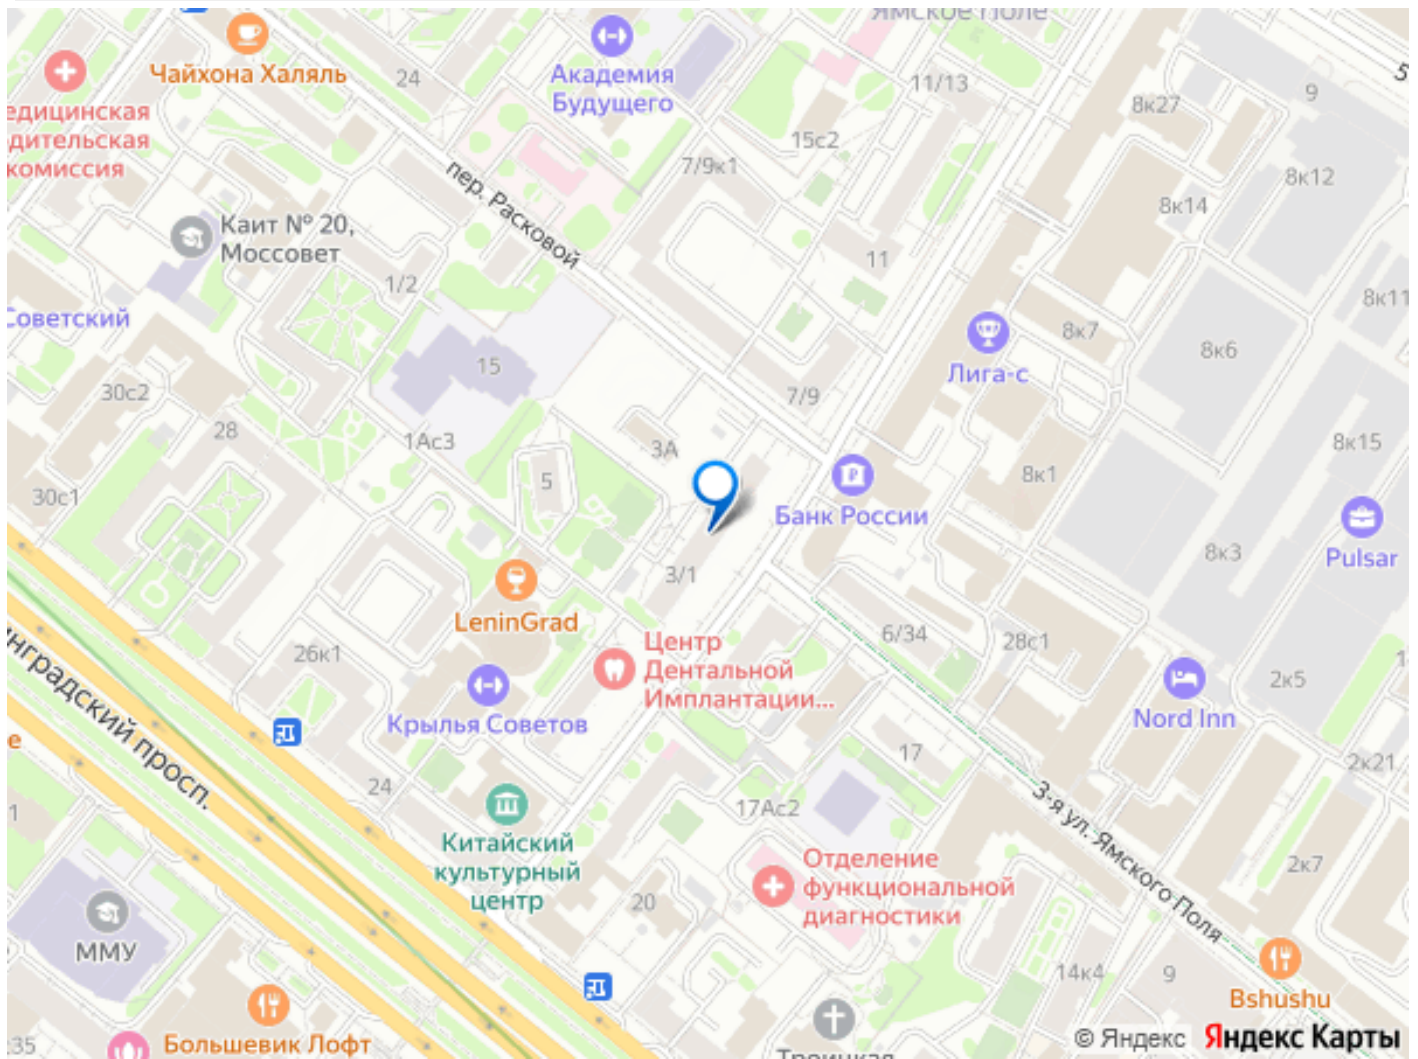 Ямское Поле
Чайхона Халяль
24
Академия
Будущего
11/13
8к27
9
5
едицинская
дительская
комиссия
15с2
7/9к1
8к12
8к14
пер. Расковой
Каит № 20,
Моссовет
11
1/2
8к11
Советский
8к7
8к6
Лига-с
15
30с2
7/9
28
1Ас3
3А
8к15
8к1
30с1
5
Банк России
8к3
Pulsar
3/1
LeninGrad
6/34
28с1
Центр
Дентальной
Имплантации...
26к1
2к5
1
Крылья Советов
Nord Inn
нградский просп.
е
17
2к21
24
3-я ул. Ямского Поля
17Ас2
1
Китайский
культурный
центр
Отделение
функциональной
диагностики
2к7
20
ММУ
14к4
9
Bshushu
35
Большевик Лофт
Троицкая
© Яндекс Яндекс Карты